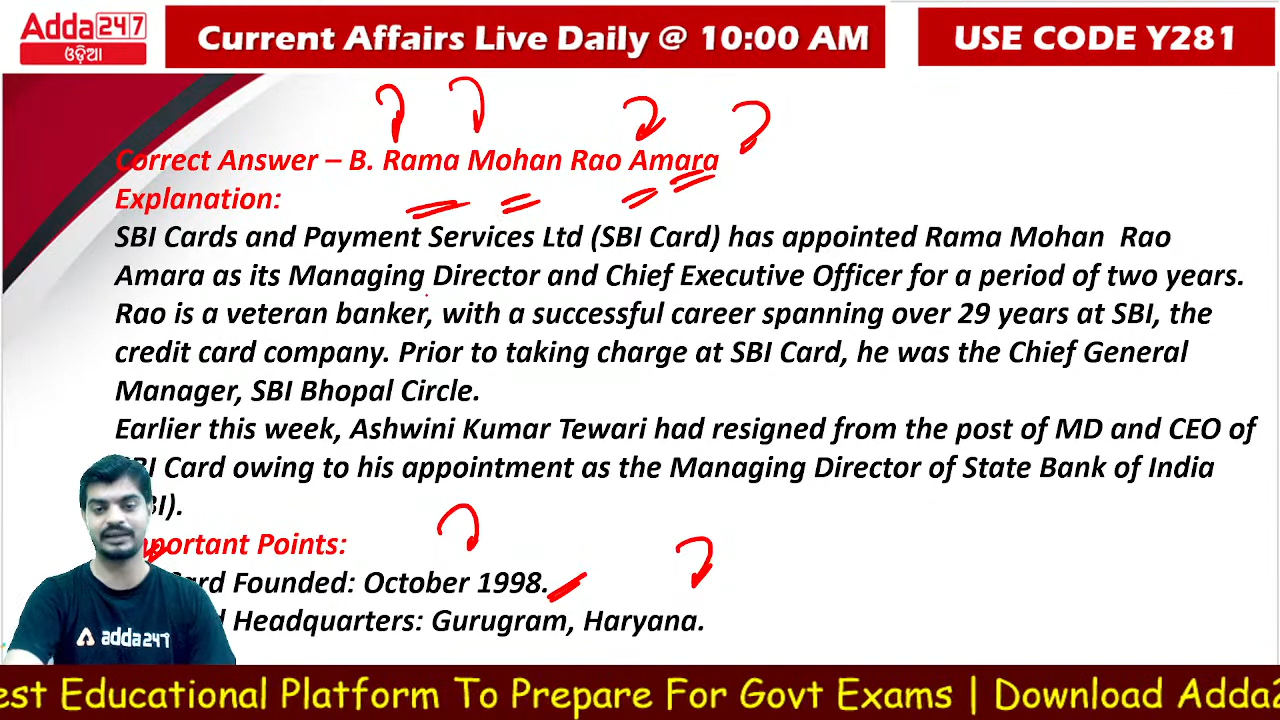 Adda247
ଓଡ଼ିଆ
Current Affairs Live Daily @ 10:00 AM
USE CODE Y281
Correct Answer – B. Rama Mohan Rao Amara
Explanation:
SBI Cards and Payment Services Ltd (SBI Card) has appointed Rama Mohan Rao
Amara as its Managing Director and Chief Executive Officer for a period of two years.
Rao is a veteran banker, with a successful career spanning over 29 years at SBI, the
credit card company. Prior to taking charge at SBI Card, he was the Chief General
Manager, SBI Bhopal Circle.
Earlier this week, Ashwini Kumar Tewari had resigned from the post of MD and CEO of
BI Card owing to his appointment as the Managing Director of State Bank of India
BI).
portant Points:
ard Founded: October 1998.
d Headquarters: Gurugram, Haryana.
adda247
est Educational Platform To Prepare For Govt Exams | Download Adda2